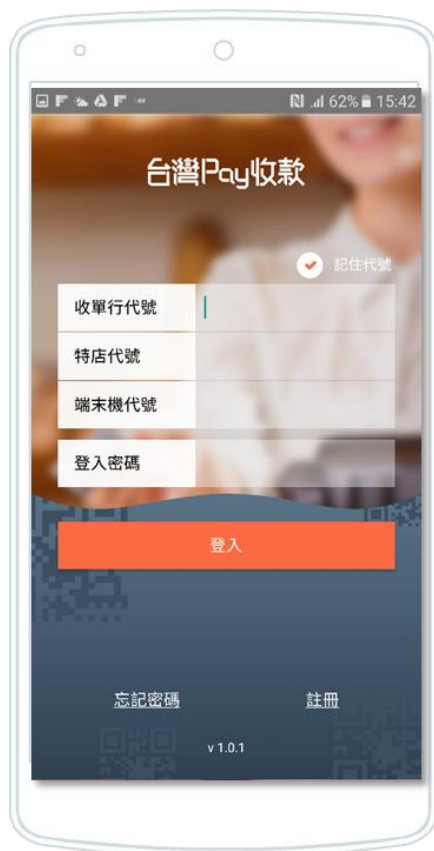 62% 15:42
台灣Pay收款
記住代號
收單行代號
特店代號
端末機代號
登入密碼
登入
忘記密碼 註冊
v 1.0.1